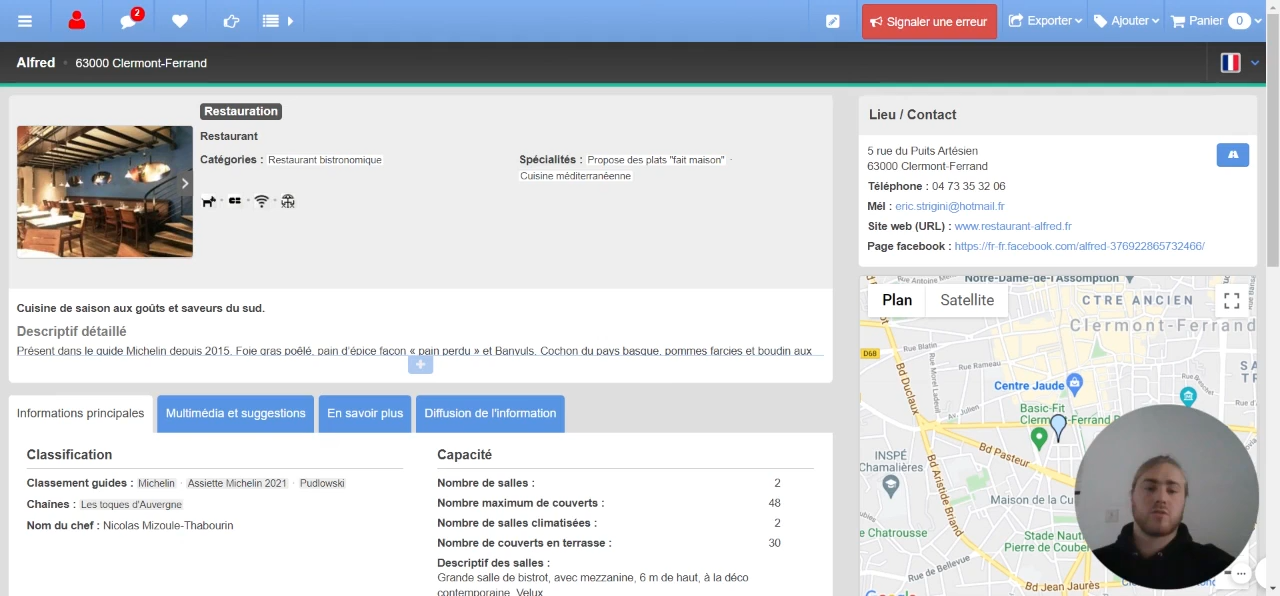 2
Signaler une erreur
Exporter
Ajouter
Panier 0
Alfred • 63000 Clermont-Ferrand
Restauration
Restaurant
Catégories : Restaurant bistronomique
Spécialités : Propose des plats "fait maison" ·
Cuisine méditerranéenne
Cuisine de saison aux goûts et saveurs du sud.
Descriptif détaillé
Présent dans le guide Michelin depuis 2015. Foie gras poêlé, pain d'épice façon « pain perdu » et Banyuls. Cochon du pays basque, pommes farcies et boudin aux
Informations principales
Multimédia et suggestions
En savoir plus
Diffusion de l'information
Classification
Classement guides : Michelin · Assiette Michelin 2021 · Pudlowski
Chaînes : Les toques d'Auvergne
Nom du chef : Nicolas Mizoule-Thabourin
Capacité
Nombre de salles : 2
Nombre maximum de couverts : 48
Nombre de salles climatisées : 2
Nombre de couverts en terrasse : 30
Descriptif des salles :
Grande salle de bistrot, avec mezzanine, 6 m de haut, à la déco
contemporaine. Velux
Lieu / Contact
5 rue du Puits Artésien
63000 Clermont-Ferrand
Téléphone : 04 73 35 32 06
Mél : eric.strigini@hotmail.fr
Site web (URL) : www.restaurant-alfred.fr
Page facebook : https://fr-fr.facebook.com/alfred-376922865732466/
Notre-Dame-de-l'Assomption
Plan
Satellite
CTRE ANCIEN
Clermont-Ferrand
D68
Rue Blatin
Rue Rameau
Rue Morel Ladeuil
Bd Duclaux
Centre Jaude
Av. Julien
Basic-Fit
Bd Pasteur
INSPÉ
Chamalières
Bd Aristide Briand
Maison de la
e Chatrousse
Stade
Pierre de
Rue de Bellevue
Bd Jean Jaurès